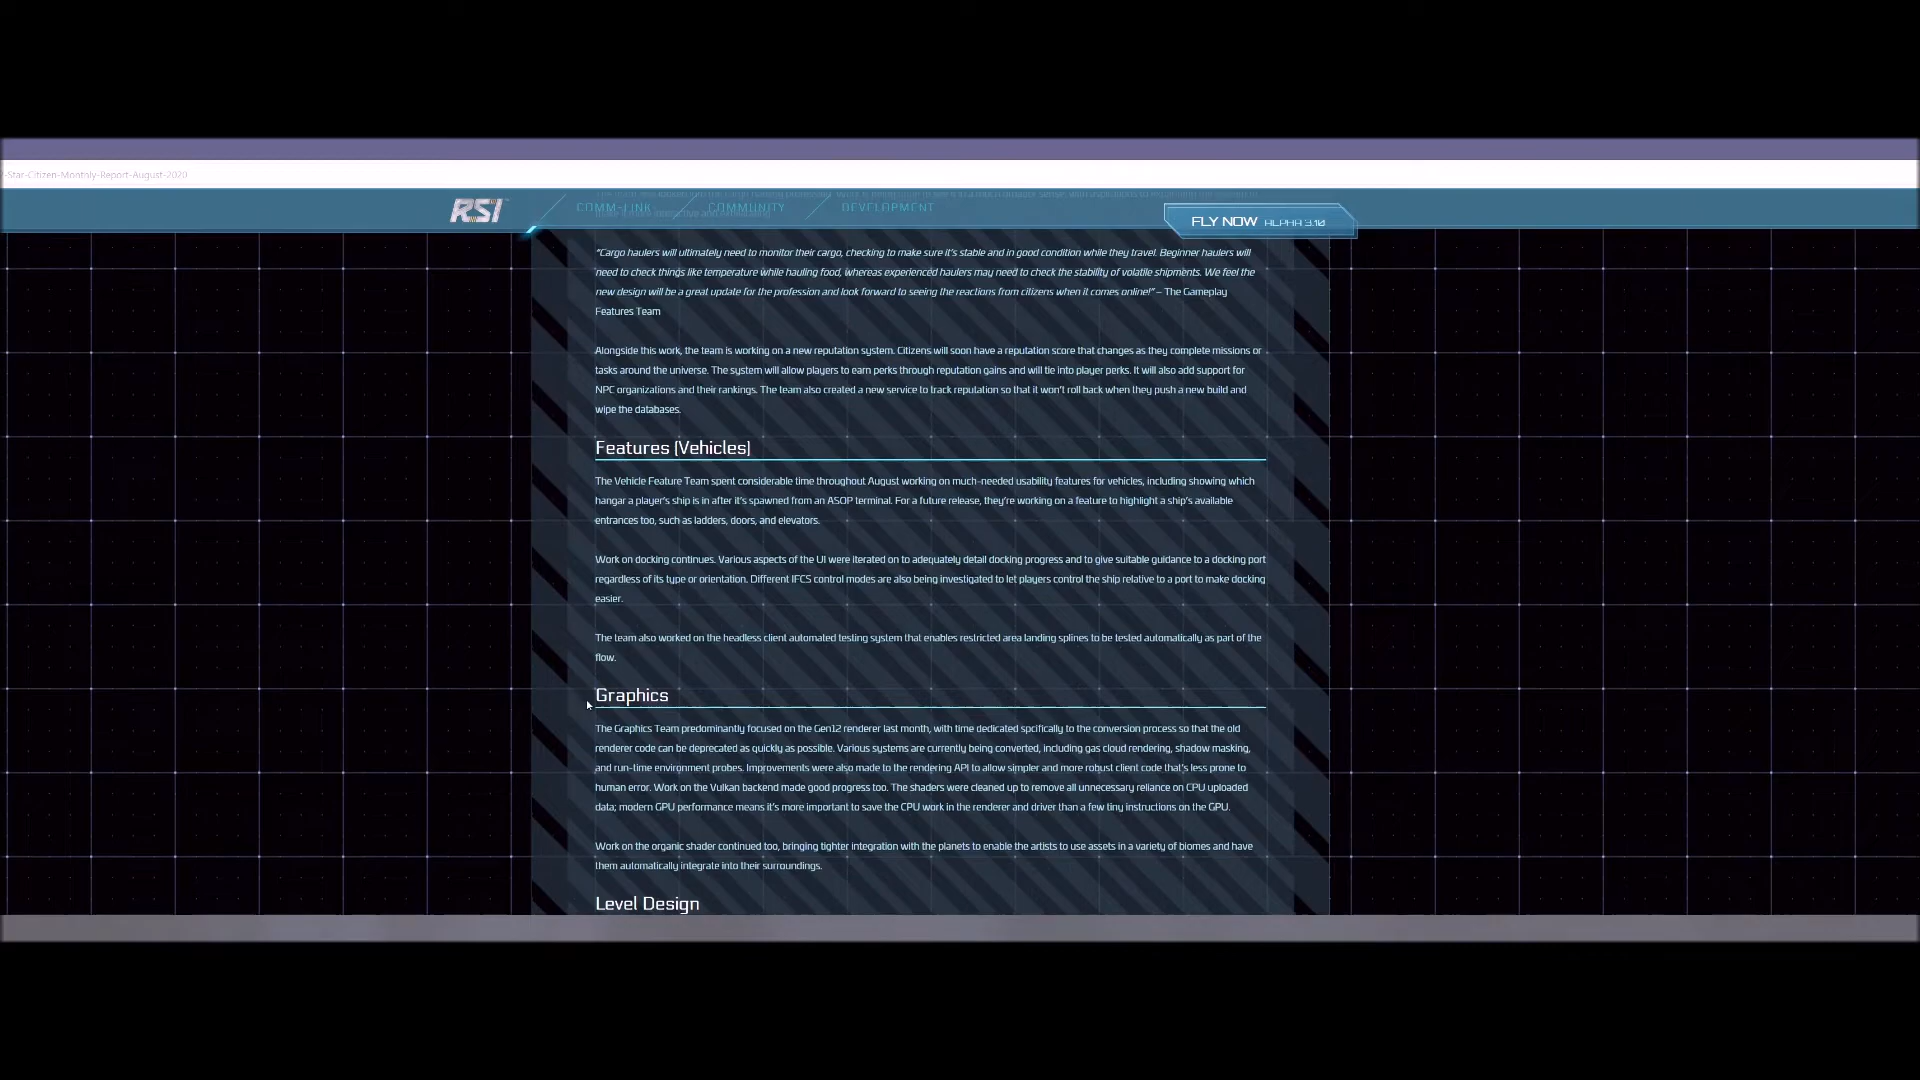 -Star-Citizen-Monthly-Report-August-2020
RSI
COMM-LINK
COMMUNITY
DEVELOPMENT
FLY NOW ALPHA 3.10
"Cargo haulers will ultimately need to monitor their cargo, checking to make sure it's stable and in good condition while they travel. Beginner haulers will
need to check things like temperature while hauling food, whereas experienced haulers may need to check the stability of volatile shipments. We feel the
new design will be a great update for the profession and look forward to seeing the reactions from citizens when it comes online!" – The Gameplay
Features Team
Alongside this work, the team is working on a new reputation system. Citizens will soon have a reputation score that changes as they complete missions or
tasks around the universe. The system will allow players to earn perks through reputation gains and will tie into player perks. It will also add support for
NPC organizations and their rankings. The team also created a new service to track reputation so that it won't roll back when they push a new build and
wipe the databases.
Features (Vehicles)
The Vehicle Feature Team spent considerable time throughout August working on much-needed usability features for vehicles, including showing which
hangar a player's ship is in after it's spawned from an ASOP terminal. For a future release, they're working on a feature to highlight a ship's available
entrances too, such as ladders, doors, and elevators.
Work on docking continues. Various aspects of the UI were iterated on to adequately detail docking progress and to give suitable guidance to a docking port
regardless of its type or orientation. Different IFCS control modes are also being investigated to let players control the ship relative to a port to make docking
easier.
The team also worked on the headless client automated testing system that enables restricted area landing splines to be tested automatically as part of the
flow.
Graphics
The Graphics Team predominantly focused on the Gen12 renderer last month, with time dedicated spcifically to the conversion process so that the old
renderer code can be deprecated as quickly as possible. Various systems are currently being converted, including gas cloud rendering, shadow masking,
and run-time environment probes. Improvements were also made to the rendering API to allow simpler and more robust client code that's less prone to
human error. Work on the Vulkan backend made good progress too. The shaders were cleaned up to remove all unnecessary reliance on CPU uploaded
data; modern GPU performance means it's more important to save the CPU work in the renderer and driver than a few tiny instructions on the GPU.
Work on the organic shader continued too, bringing tighter integration with the planets to enable the artists to use assets in a variety of biomes and have
them automatically integrate into their surroundings.
Level Design